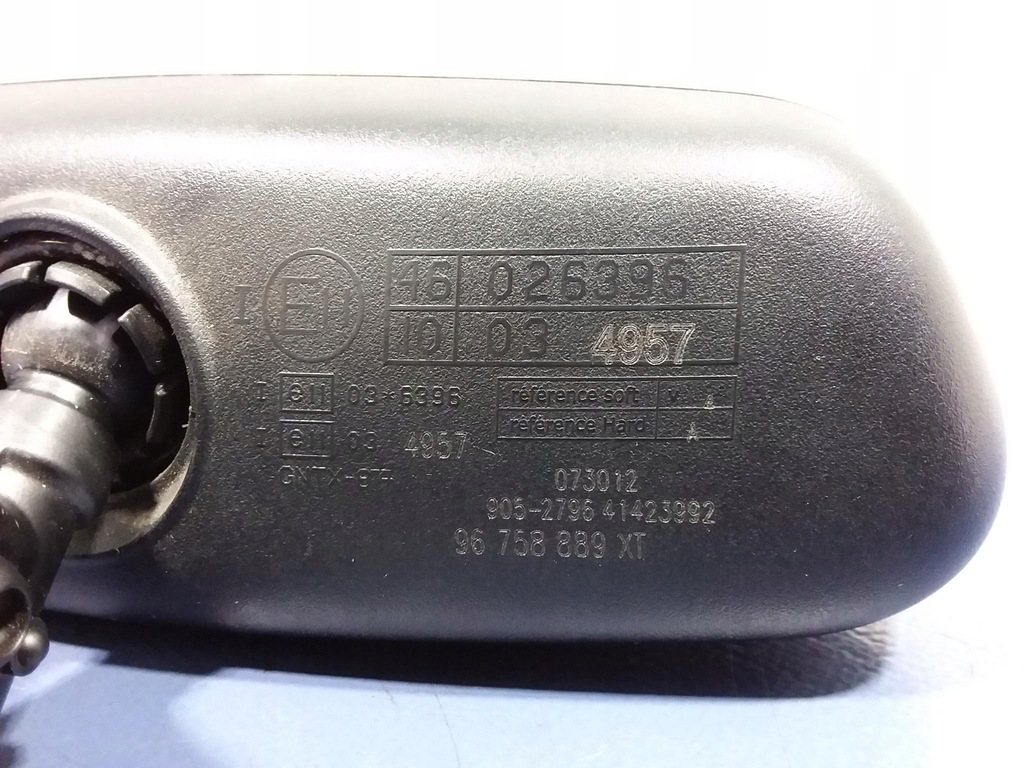 I E11 46 026396
10 03 4957
I e11 03*6396
référence soft V A
I e11 03 4957
référence Hard A
GNTX-9TH
073012
905-2796 41423992
96 758 889 XT